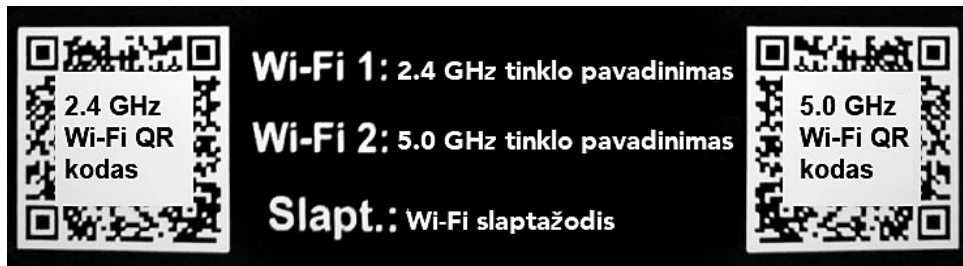 2.4 GHz
Wi-Fi QR
kodas
Wi-Fi 1: 2.4 GHz tinklo pavadinimas
Wi-Fi 2: 5.0 GHz tinklo pavadinimas
Slapt.: Wi-Fi slaptažodis
5.0 GHz
Wi-Fi QR
kodas